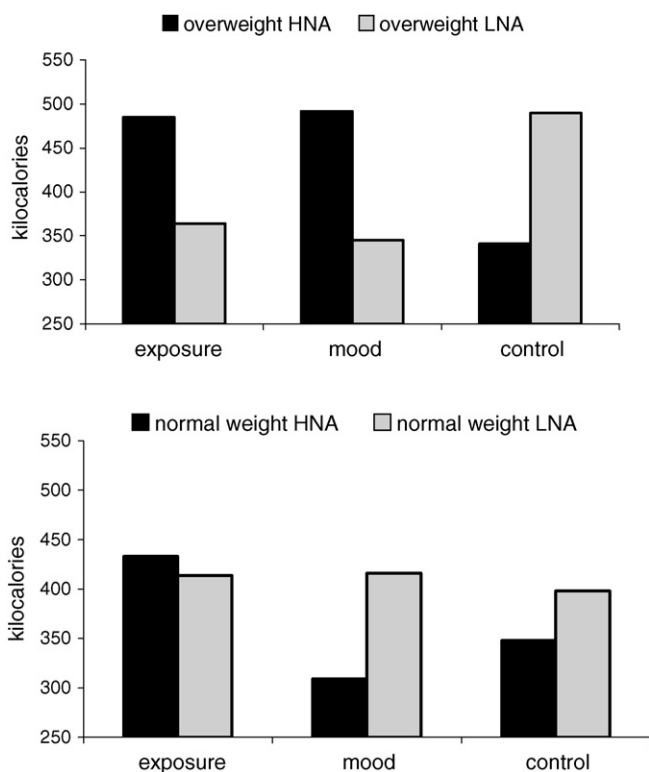 overweight HNA overweight LNA
550
500
450
400
350
300
250
kilocalories
exposure mood control
normal weight HNA normal weight LNA
550
500
450
400
350
300
250
kilocalories
exposure mood control